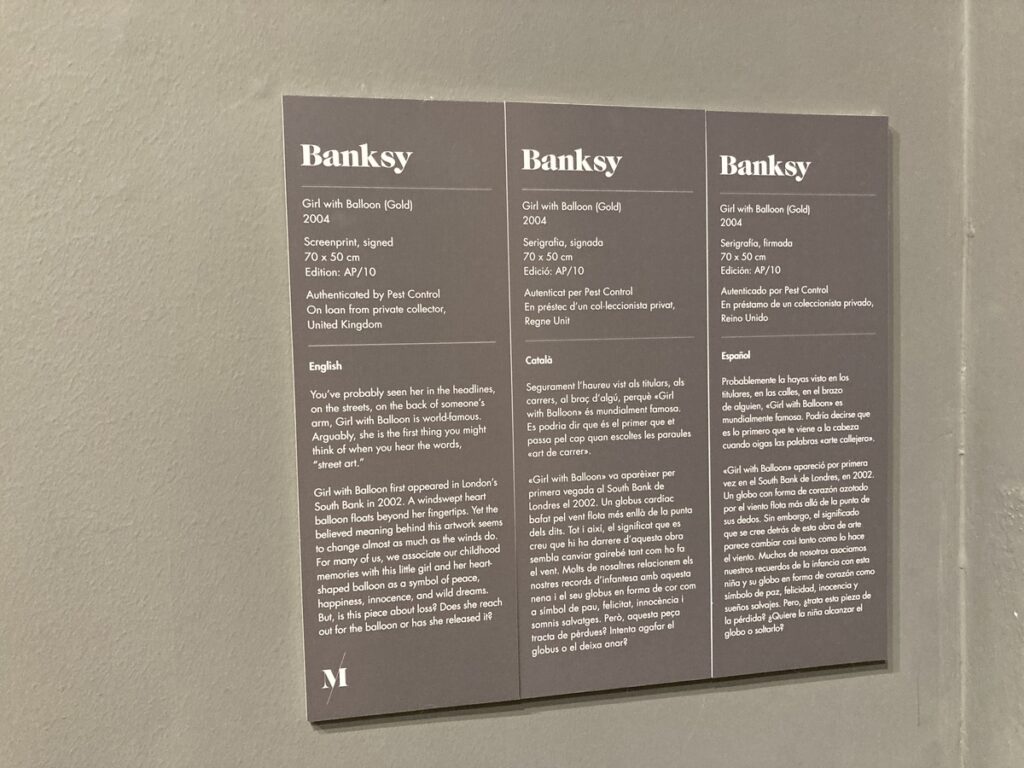 Banksy
Girl with Balloon (Gold)
2004
Screenprint, signed
70 x 50 cm
Edition: AP/10
Authenticated by Pest Control
On loan from private collector,
United Kingdom
English
You've probably seen her in the headlines,
on the streets, on the back of someone's
arm, Girl with Balloon is world-famous.
Arguably, she is the first thing you might
think of when you hear the words,
"street art."
Girl with Balloon first appeared in London's
South Bank in 2002. A windswept heart
balloon floats beyond her fingertips. Yet the
believed meaning behind this artwork seems
to change almost as much as the winds do.
For many of us, we associate our childhood
memories with this little girl and her heart-
shaped balloon as a symbol of peace,
happiness, innocence, and wild dreams.
But, is this piece about loss? Does she reach
out for the balloon or has she released it?
M
Banksy
Girl with Balloon (Gold)
2004
Serigrafia, signada
70 x 50 cm
Edició: AP/10
Autenticat per Pest Control
En préstec d'un col·leccionista privat,
Regne Unit
Català
Segurament l'haureu vist als titulars, als
carrers, al braç d'algú, perquè «Girl
with Balloon» és mundialment famosa.
Es podria dir que és el primer que et
passa pel cap quan escoltes les paraules
«art de carrer».
«Girl with Balloon» va aparèixer per
primera vegada al South Bank de
Londres el 2002. Un globus cardíac
bafat pel vent flota més enllà de la punta
dels dits. Tot i així, el significat que es
creu que hi ha darrere d'aquesta obra
sembla canviar gairebé tant com ho fa
el vent. Molts de nosaltres relacionem els
nostres records d'infantesa amb aquesta
nena i el seu globus en forma de cor com
a símbol de pau, felicitat, innocència i
somnis salvatges. Però, aquesta peça
tracta de pèrdues? Intenta agafar el
globus o el deixa anar?
Banksy
Girl with Balloon (Gold)
2004
Serigrafía, firmada
70 x 50 cm
Edición: AP/10
Autenticado por Pest Control
En préstamo de un coleccionista privado,
Reino Unido
Español
Probablemente la hayas visto en los
titulares, en las calles, en el brazo
de alguien, «Girl with Balloon» es
mundialmente famosa. Podría decirse que
es lo primero que te viene a la cabeza
cuando oigas las palabras «arte callejero».
«Girl with Balloon» apareció por primera
vez en el South Bank de Londres, en 2002.
Un globo con forma de corazón azotado
por el viento flota más allá de la punta de
sus dedos. Sin embargo, el significado
que se cree detrás de esta obra de arte
parece cambiar casi tanto como lo hace
el viento. Muchos de nosotros asociamos
nuestros recuerdos de la infancia con esta
niña y su globo en forma de corazón como
símbolo de paz, felicidad, inocencia y
sueños salvajes. Pero, ¿trata esta pieza de
la pérdida? ¿Quiere la niña alcanzar el
globo o soltarlo?